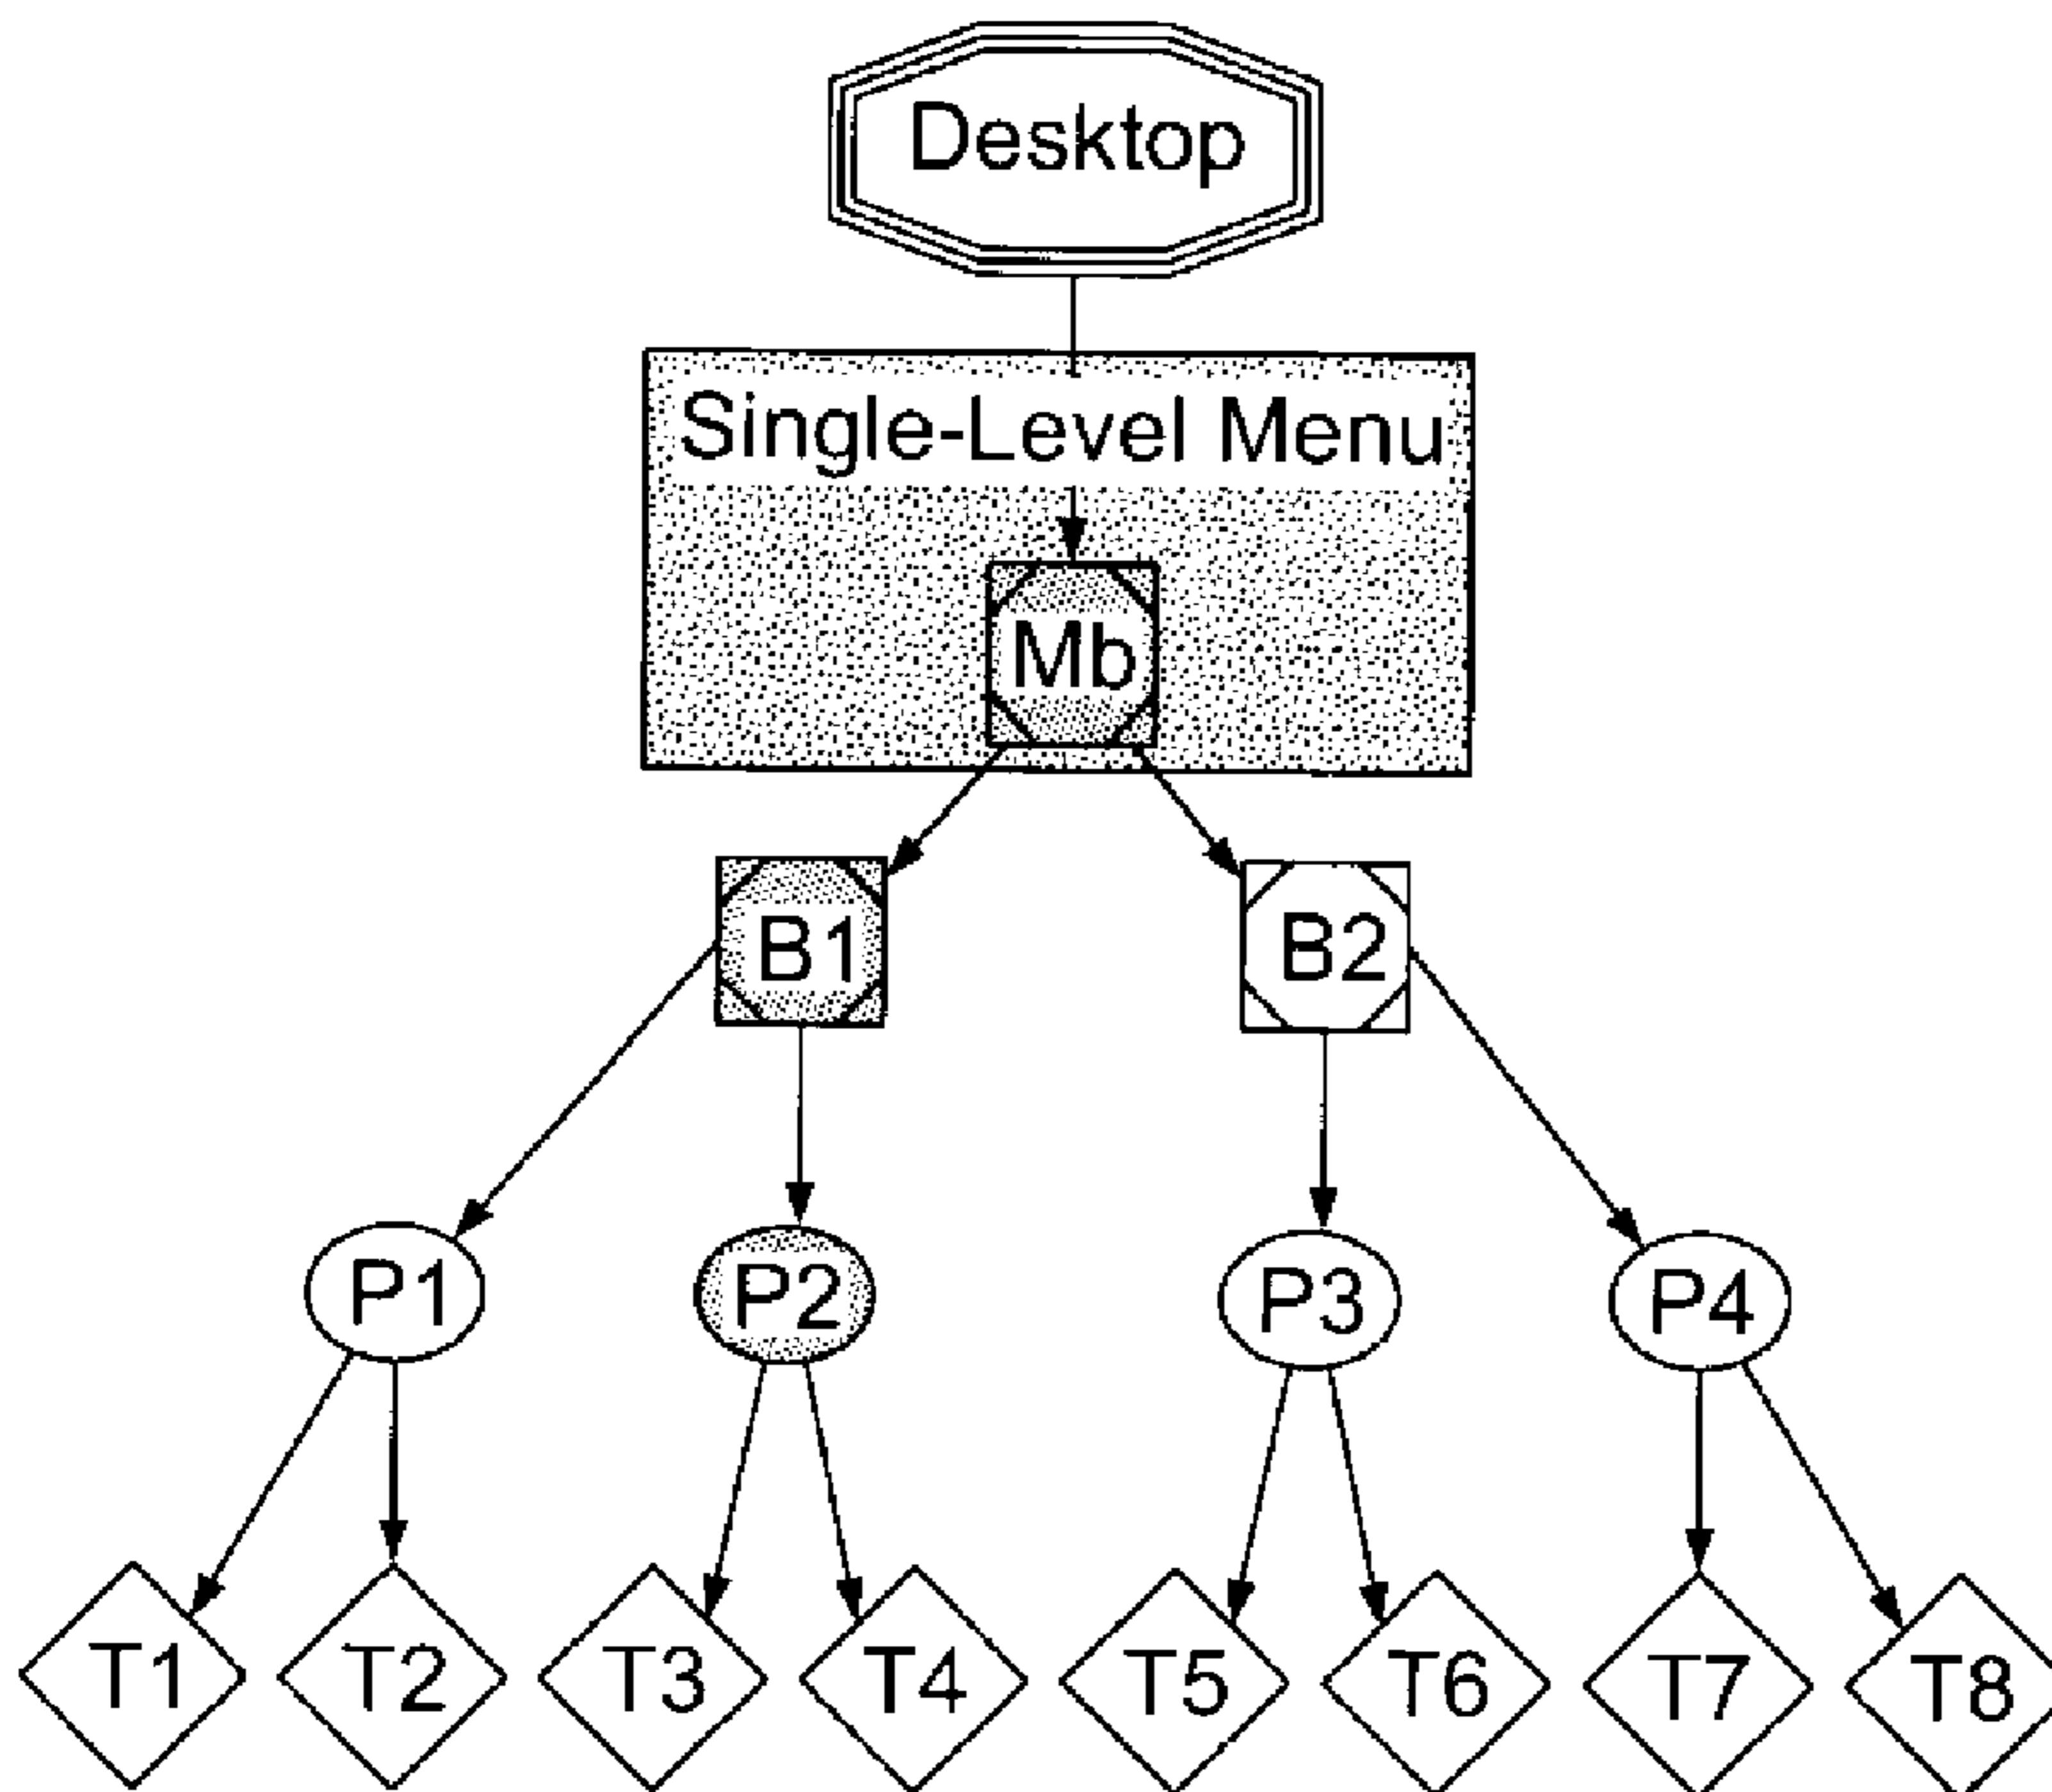 Desktop
Single-Level Menu
Mb
B1 B2
P1 P2 P3 P4
T1 T2 T3 T4 T5 T6 T7 T8